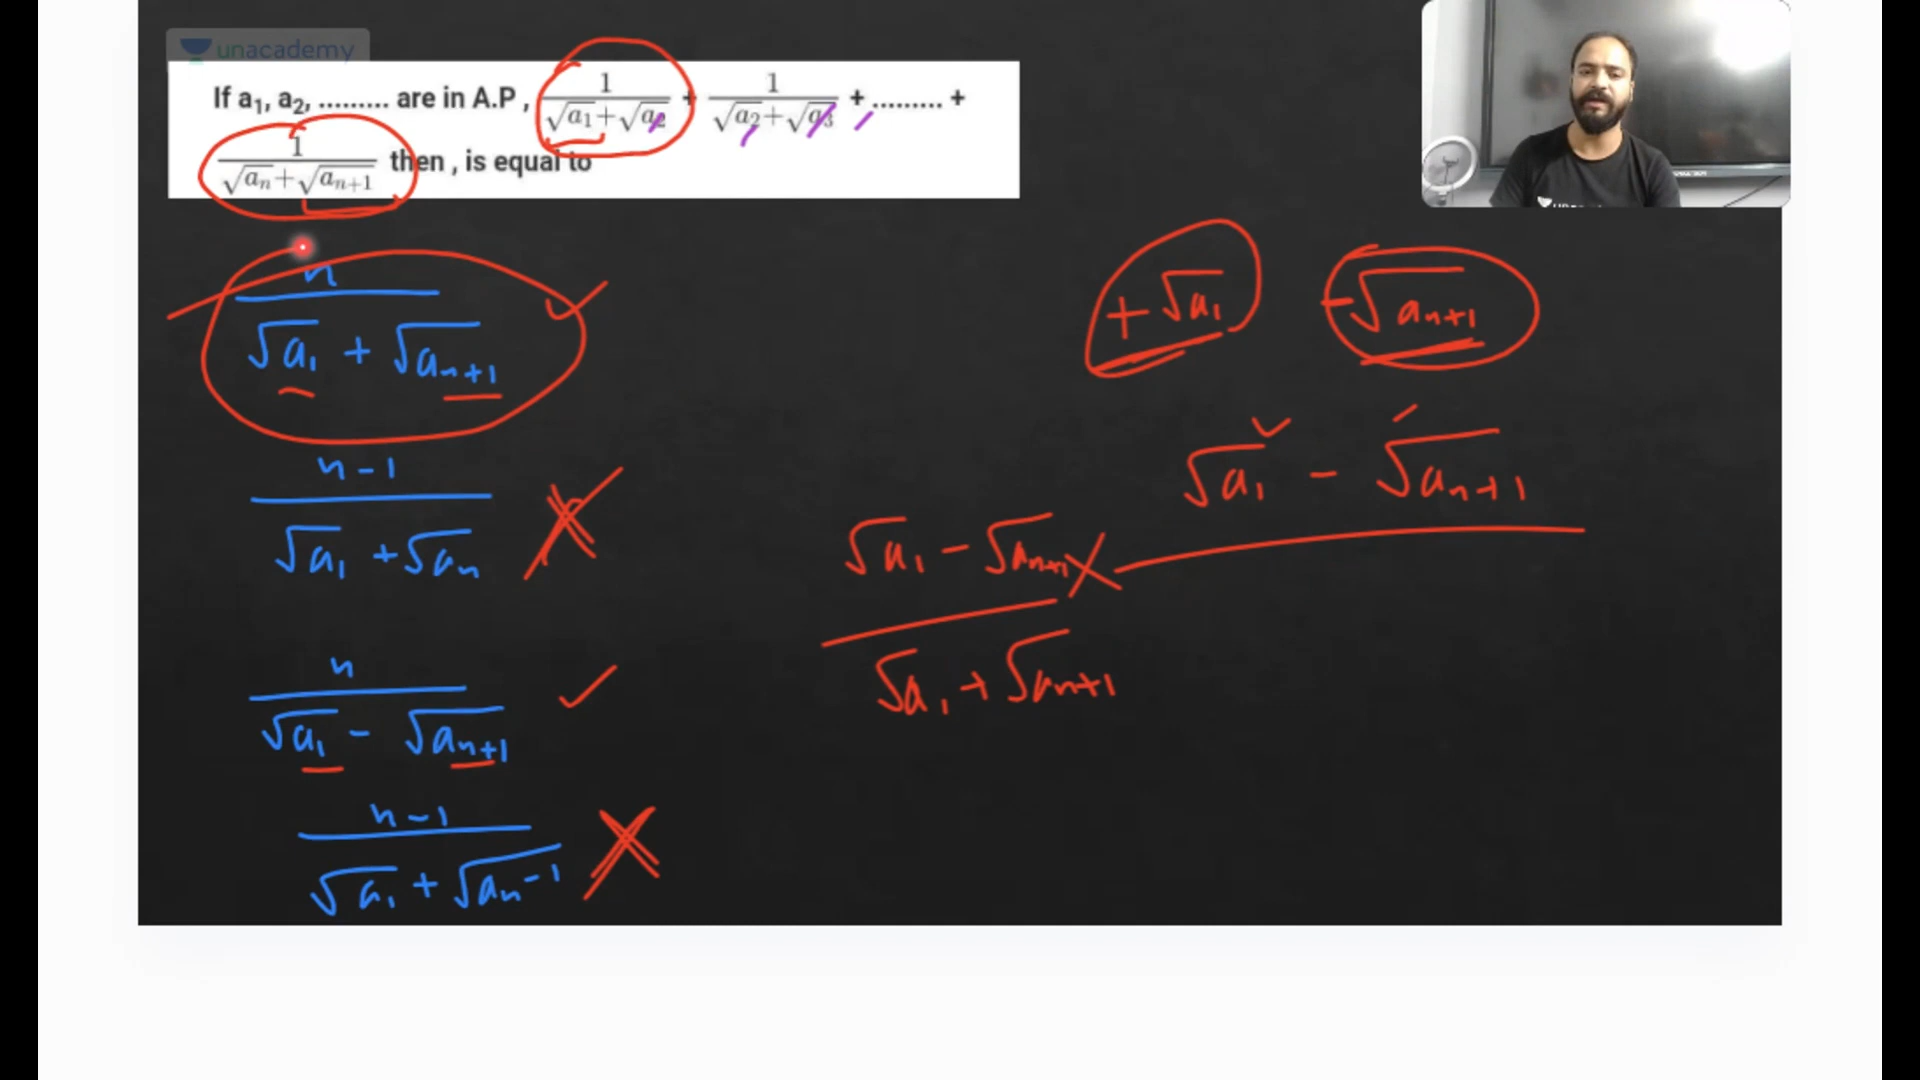 unacademy
If a₁, a₂, ......... are in A.P , 1/(√a₁+√a₂) + 1/(√a₂+√a₃) + ......... +
1/(√aₙ+√aₙ₊₁) then , is equal to
n/(√a₁ + √aₙ₊₁)
n-1/(√a₁ + √aₙ)
n/(√a₁ - √aₙ₊₁)
n-1/(√a₁ + √aₙ-1)
+√a₁ -√aₙ₊₁
√a₁ - √aₙ₊₁
√a₁ - √aₙ₊₁ ×
√a₁ + √aₙ₊₁